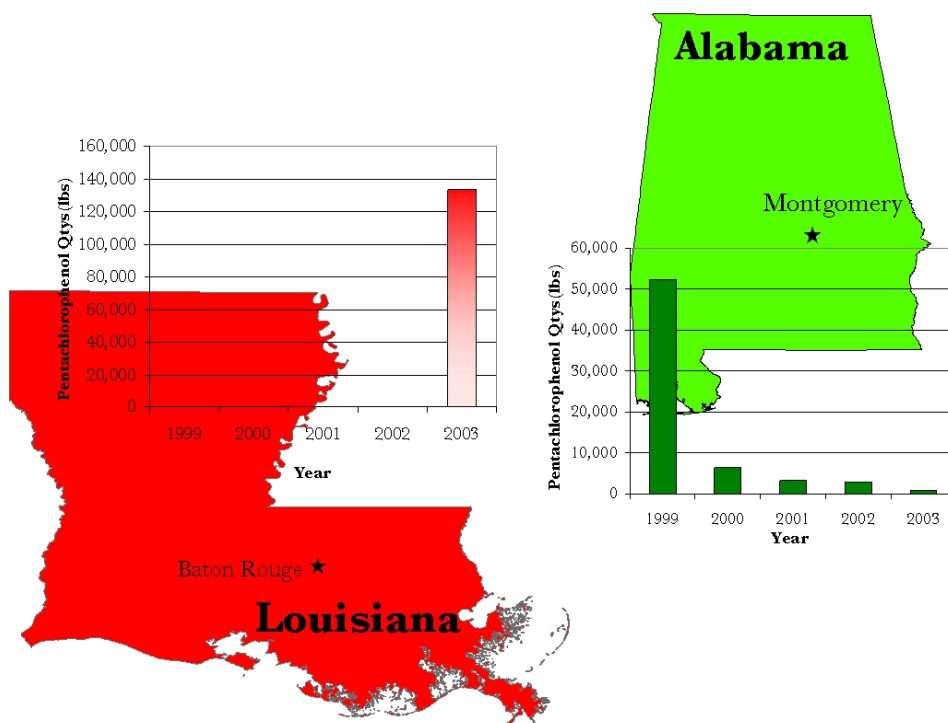 Alabama
Montgomery
160,000
140,000
120,000
100,000
80,000
60,000
40,000
20,000
0
Pentachlorophenol Qtys (lbs)
1999 2000 2001 2002 2003
Year
60,000
50,000
40,000
30,000
20,000
10,000
0
Pentachlorophenol Qtys (lbs)
1999 2000 2001 2002 2003
Year
Baton Rouge
Louisiana